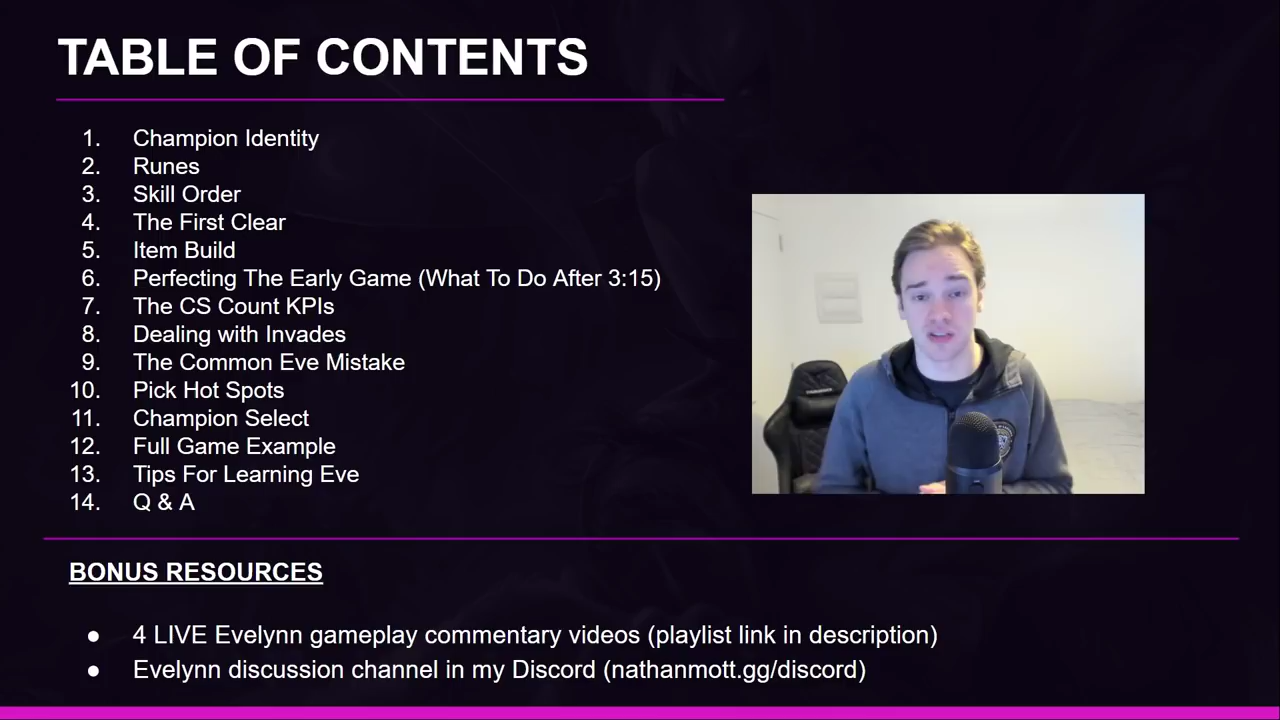 TABLE OF CONTENTS
1. Champion Identity
2. Runes
3. Skill Order
4. The First Clear
5. Item Build
6. Perfecting The Early Game (What To Do After 3:15)
7. The CS Count KPIs
8. Dealing with Invades
9. The Common Eve Mistake
10. Pick Hot Spots
11. Champion Select
12. Full Game Example
13. Tips For Learning Eve
14. Q & A
BONUS RESOURCES
● 4 LIVE Evelynn gameplay commentary videos (playlist link in description)
● Evelynn discussion channel in my Discord (nathanmott.gg/discord)